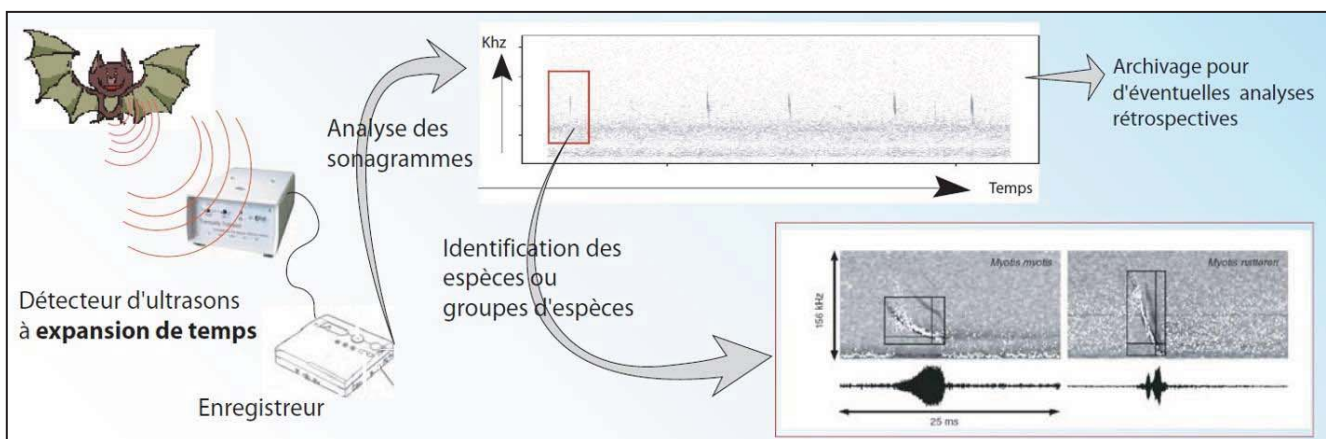 Khz
Archivage pour
d'éventuelles analyses
rétrospectives
Analyse des
sonagrammes
Temps
Identification des
espèces ou
groupes d'espèces
Myotis myotis
Myotis nattereri
156 kHz
Détecteur d'ultrasons
à expansion de temps
Enregistreur
25 ms